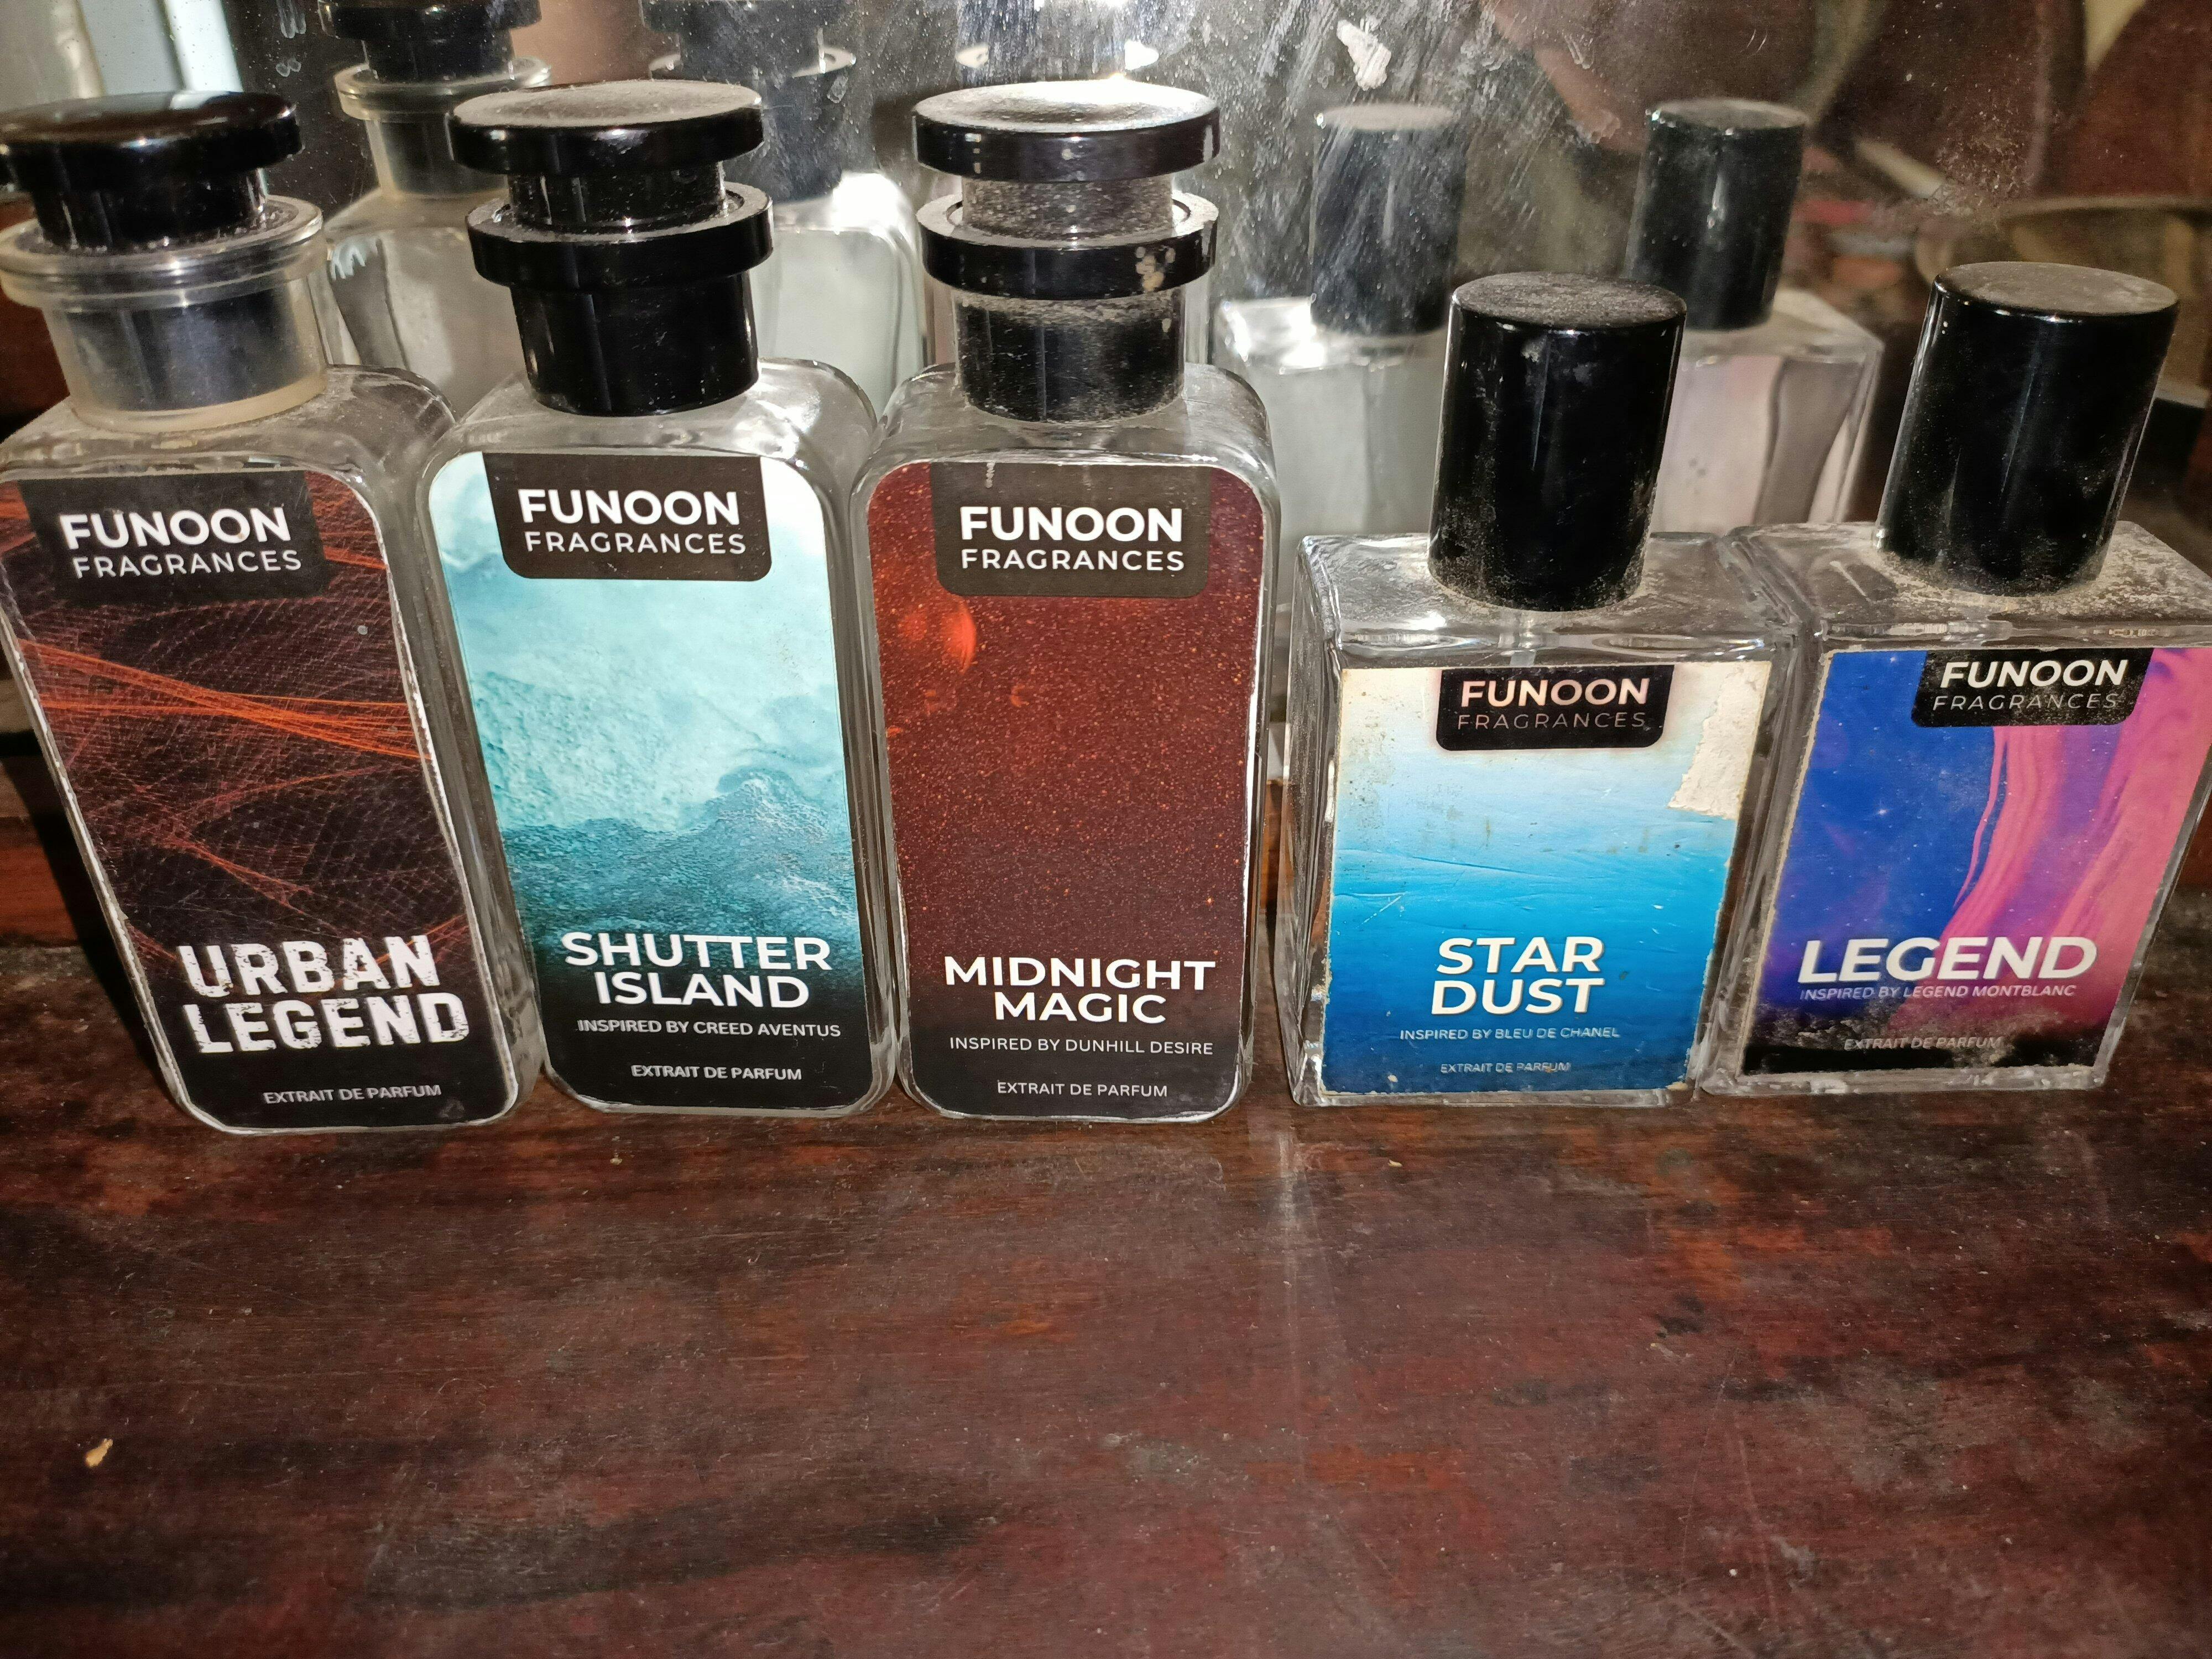 FUNOON
FRAGRANCES
URBAN
LEGEND
EXTRAIT DE PARFUM
FUNOON
FRAGRANCES
SHUTTER
ISLAND
INSPIRED BY CREED AVENTUS
EXTRAIT DE PARFUM
FUNOON
FRAGRANCES
MIDNIGHT
MAGIC
INSPIRED BY DUNHILL DESIRE
EXTRAIT DE PARFUM
FUNOON
FRAGRANCES
STAR
DUST
INSPIRED BY BLEU DE CHANEL
EXTRAIT DE PARFUM
FUNOON
FRAGRANCES
LEGEND
INSPIRED BY LEGEND MONTBLANC
EXTRAIT DE PARFUM